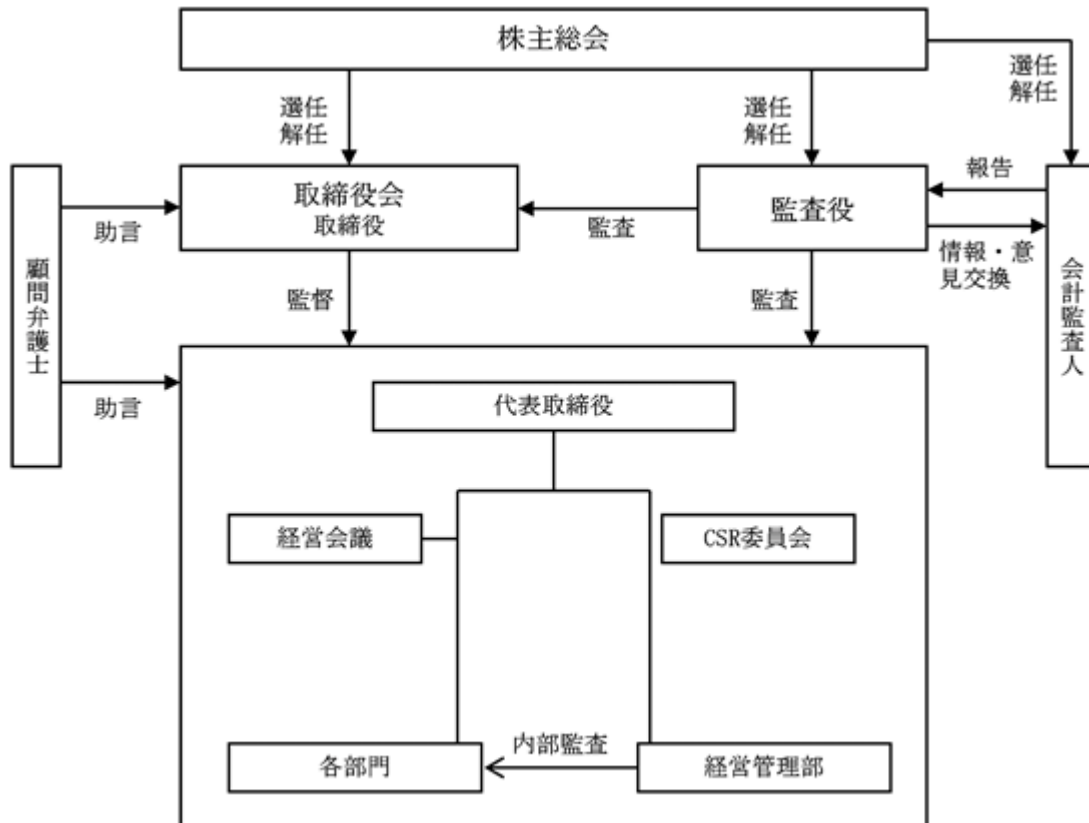 株主総会
選任
解任
選任
解任
選任
解任
取締役会
取締役
監査役
報告
助言
監査
情報・意
見交換
顧問弁護士
会計監査人
監督
監査
助言
代表取締役
経営会議
CSR委員会
内部監査
各部門
経営管理部